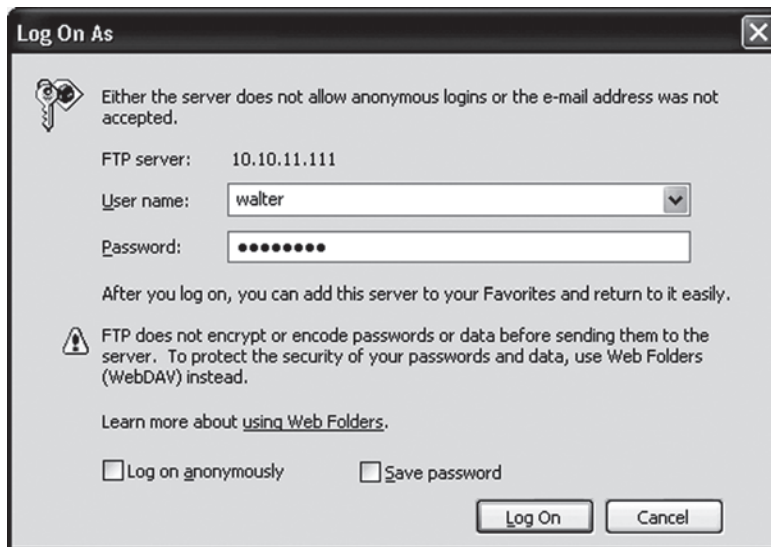 Log On As
Either the server does not allow anonymous logins or the e-mail address was not
accepted.
FTP server: 10.10.11.111
User name: walter
Password: ●●●●●●●●
After you log on, you can add this server to your Favorites and return to it easily.
FTP does not encrypt or encode passwords or data before sending them to the
server. To protect the security of your passwords and data, use Web Folders
(WebDAV) instead.
Learn more about using Web Folders.
Log on anonymously Save password
Log On Cancel